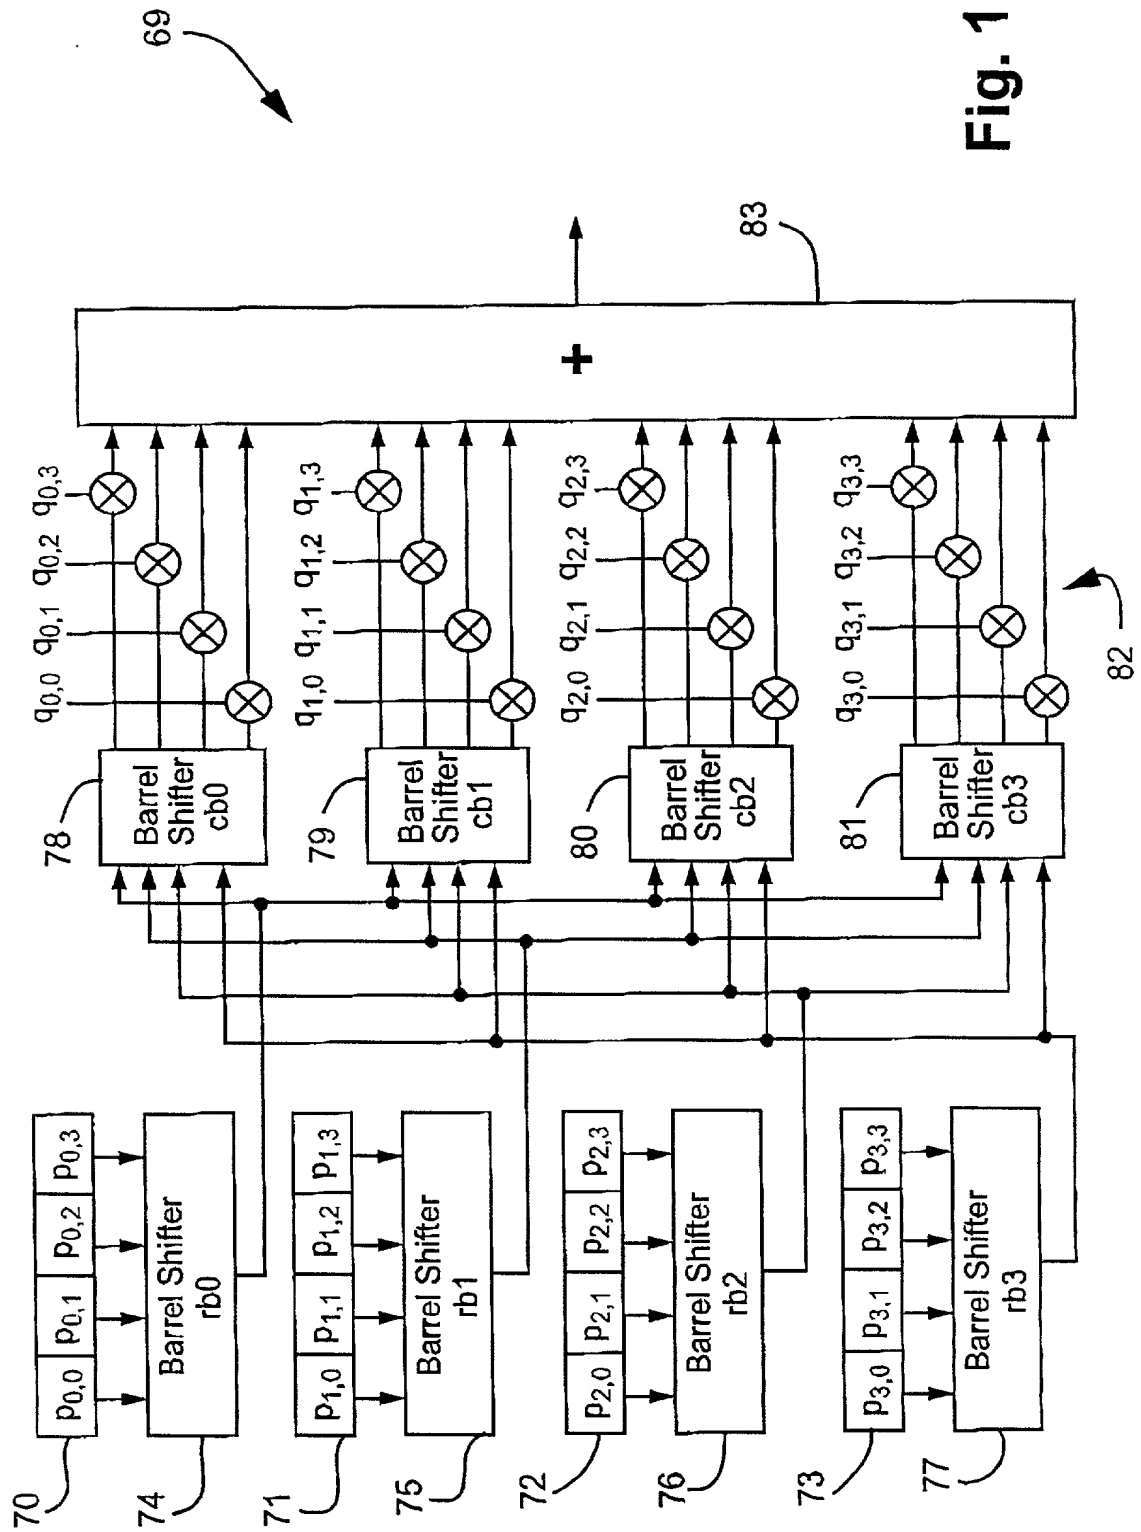 Fig. 1
69
83
+
q0,3
q0,2
q0,1
q0,0
q1,3
q1,2
q1,1
q1,0
q2,3
q2,2
q2,1
q2,0
q3,3
q3,2
q3,1
q3,0
82
78
Barrel
Shifter
cb0
79
Barrel
Shifter
cb1
80
Barrel
Shifter
cb2
81
Barrel
Shifter
cb3
70
p0,0 p0,1 p0,2 p0,3
74
Barrel Shifter
rb0
71
p1,0 p1,1 p1,2 p1,3
75
Barrel Shifter
rb1
72
p2,0 p2,1 p2,2 p2,3
76
Barrel Shifter
rb2
73
p3,0 p3,1 p3,2 p3,3
77
Barrel Shifter
rb3